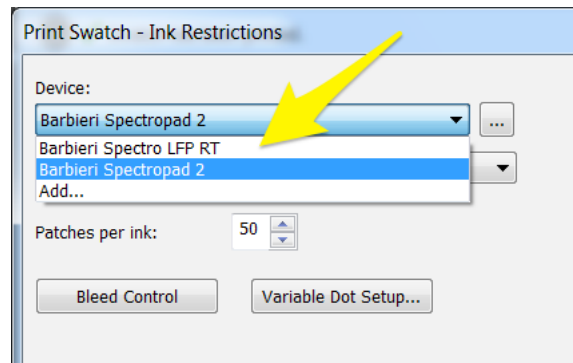 Print Swatch - Ink Restrictions
Device:
Barbieri Spectropad 2
...
Barbieri Spectro LFP RT
Barbieri Spectropad 2
Add...
Patches per ink:
50
Bleed Control
Variable Dot Setup...